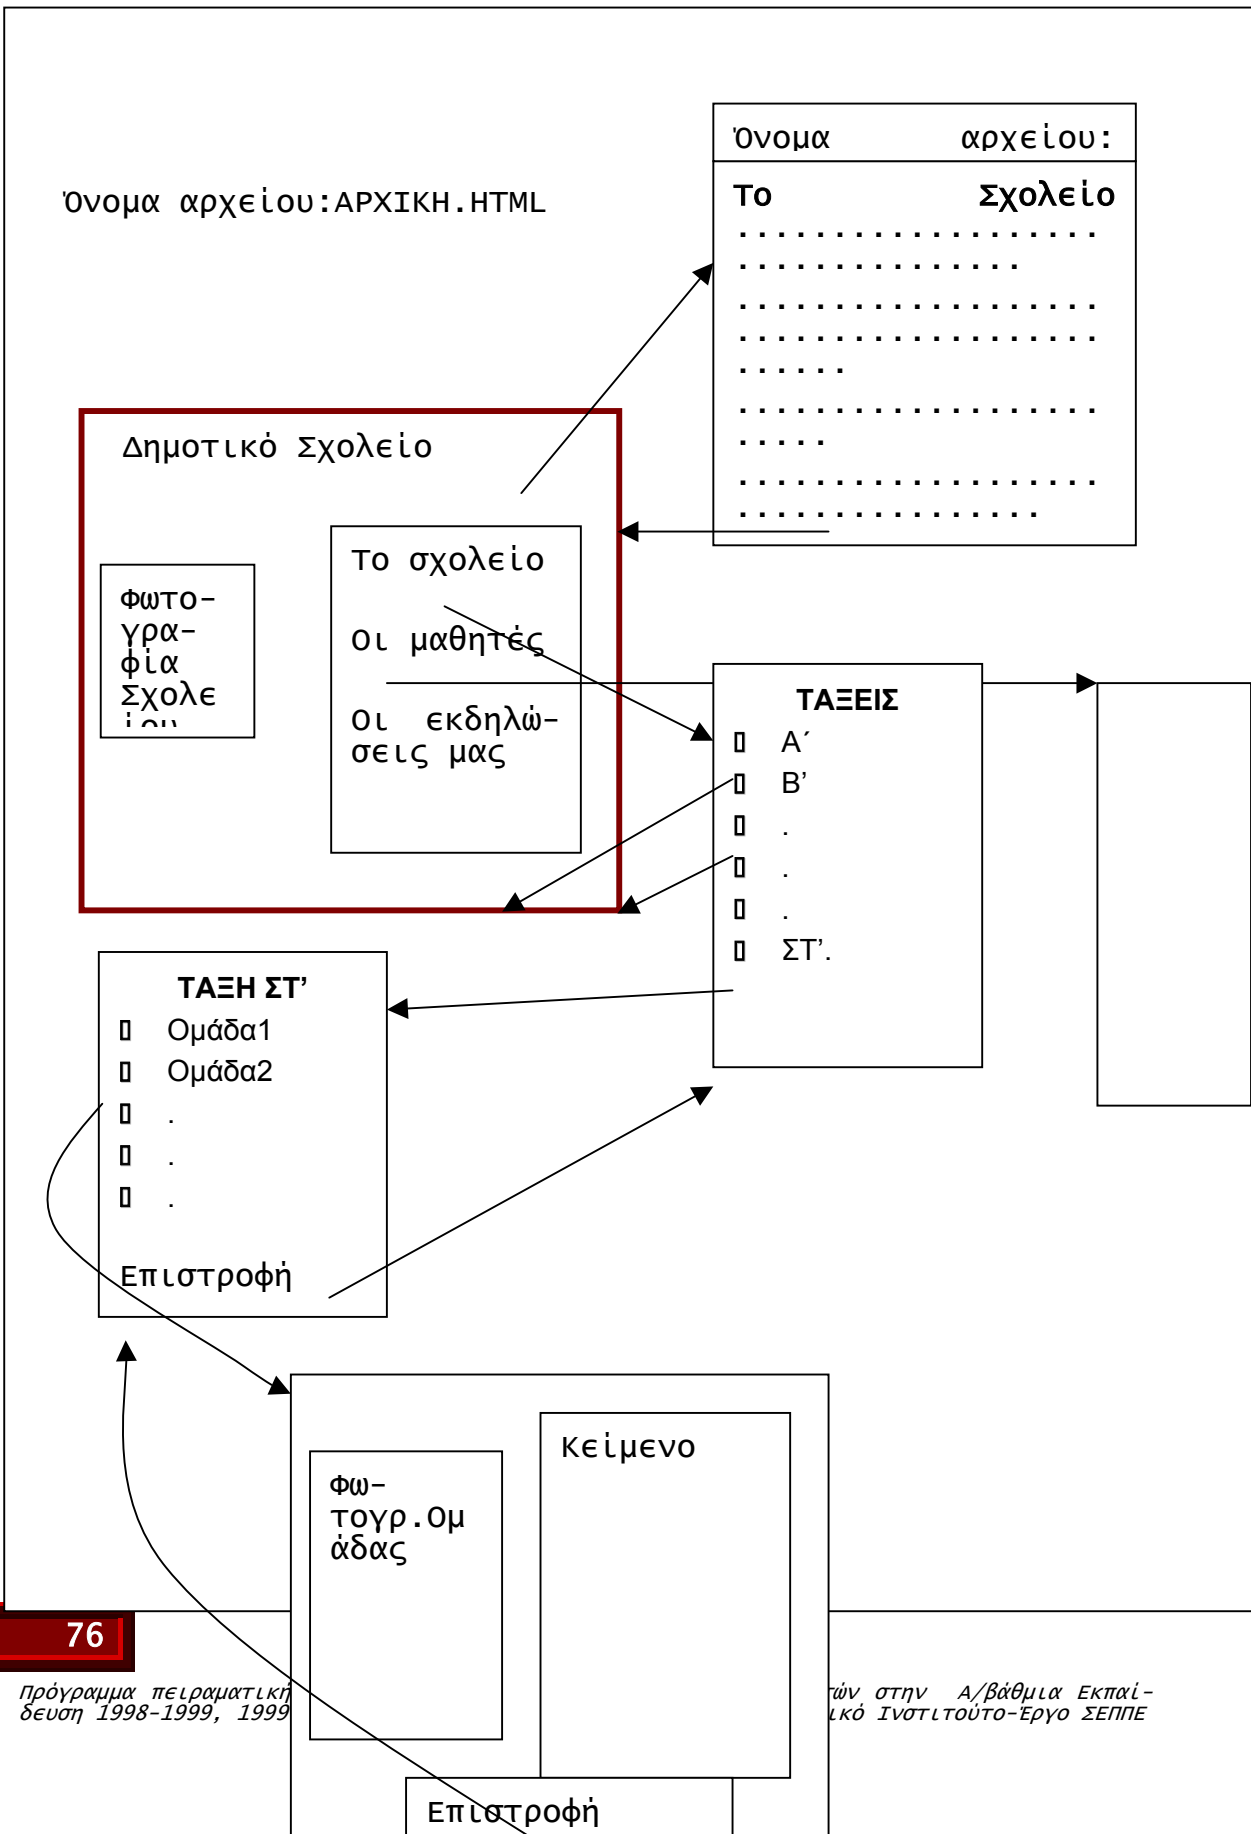 Όνομα αρχείου:
Το Σχολείο
...................
...............
...................
...................
......
...................
.....
...................
................
Όνομα αρχείου:ΑΡΧΙΚΗ.HTML
Δημοτικό Σχολείο
Φωτο-
γρα-
φία
Σχολε
ίου
Το σχολείο
Οι μαθητές
Οι εκδηλώ-
σεις μας
ΤΑΞΕΙΣ
Α΄
Β’
.
.
.
ΣΤ’.
ΤΑΞΗ ΣΤ’
Ομάδα1
Ομάδα2
.
.
.
Επιστροφή
Φω-
τογρ.Ομ
άδας
Κείμενο
Επιστροφή
76
Πρόγραμμα πειραματική ών στην Α/βάθμια Εκπαί-
δευση 1998-1999, 1999 ικό Ινστιτούτο-Έργο ΣΕΠΠΕ